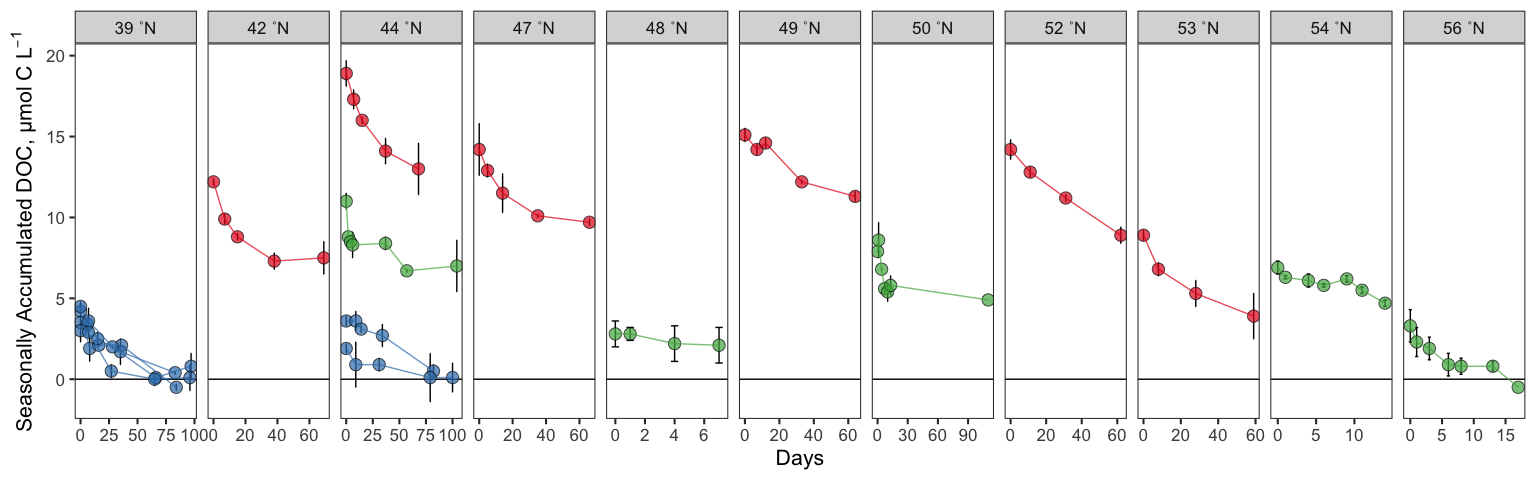 39 °N 42 °N 44 °N 47 °N 48 °N 49 °N 50 °N 52 °N 53 °N 54 °N 56 °N
Seasonally Accumulated DOC, μmol C L⁻¹
20
15
10
5
0
0 25 50 75 100 0 20 40 60 0 25 50 75 100 0 20 40 60 0 2 4 6 0 20 40 60 0 30 60 90 0 20 40 60 0 20 40 60 0 5 10 0 5 10 15
Days